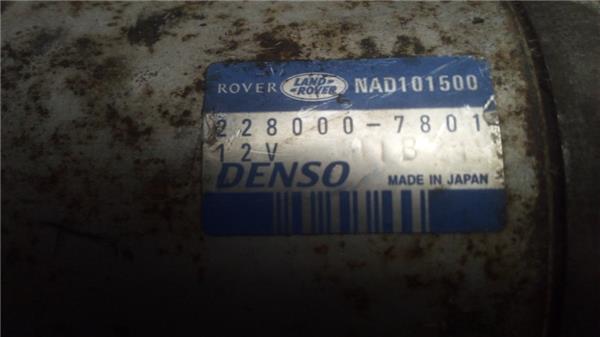 ROVER LAND-ROVER NAD101500
228000-7801
12V
DENSO MADE IN JAPAN